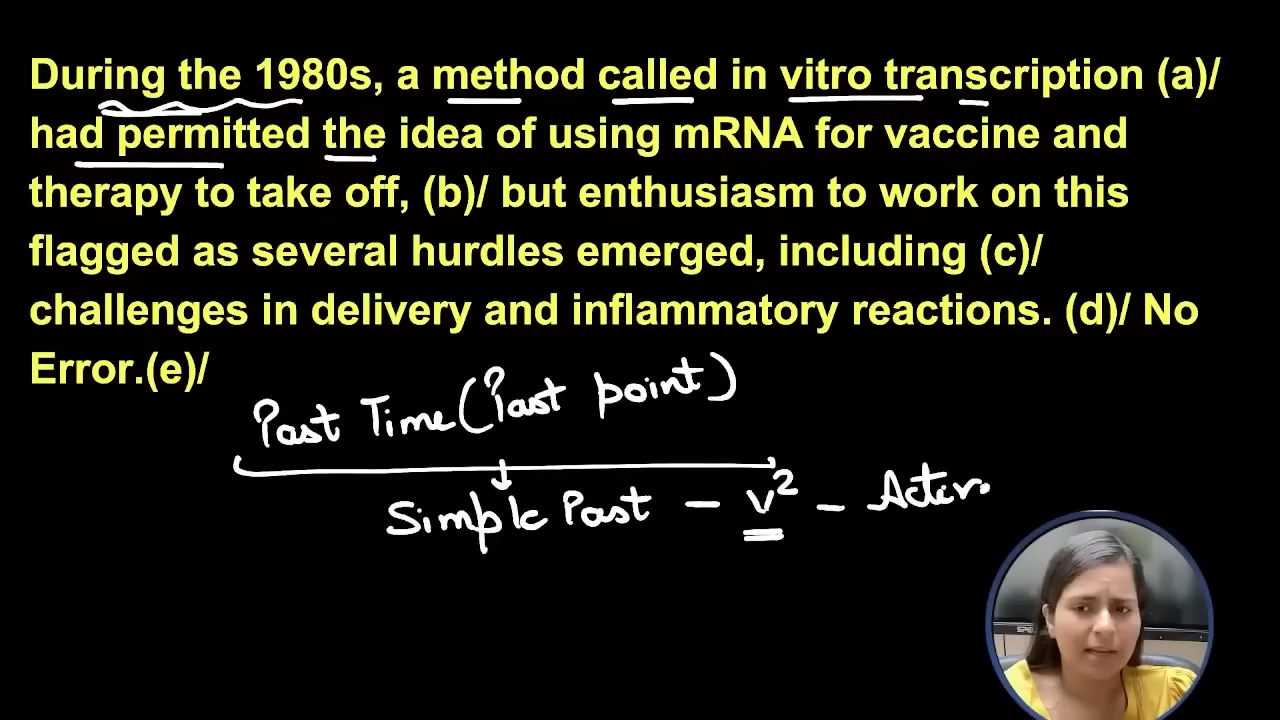 During the 1980s, a method called in vitro transcription (a)/
had permitted the idea of using mRNA for vaccine and
therapy to take off, (b)/ but enthusiasm to work on this
flagged as several hurdles emerged, including (c)/
challenges in delivery and inflammatory reactions. (d)/ No
Error.(e)/
Past Time (Past point)
Simple Past - v2 -